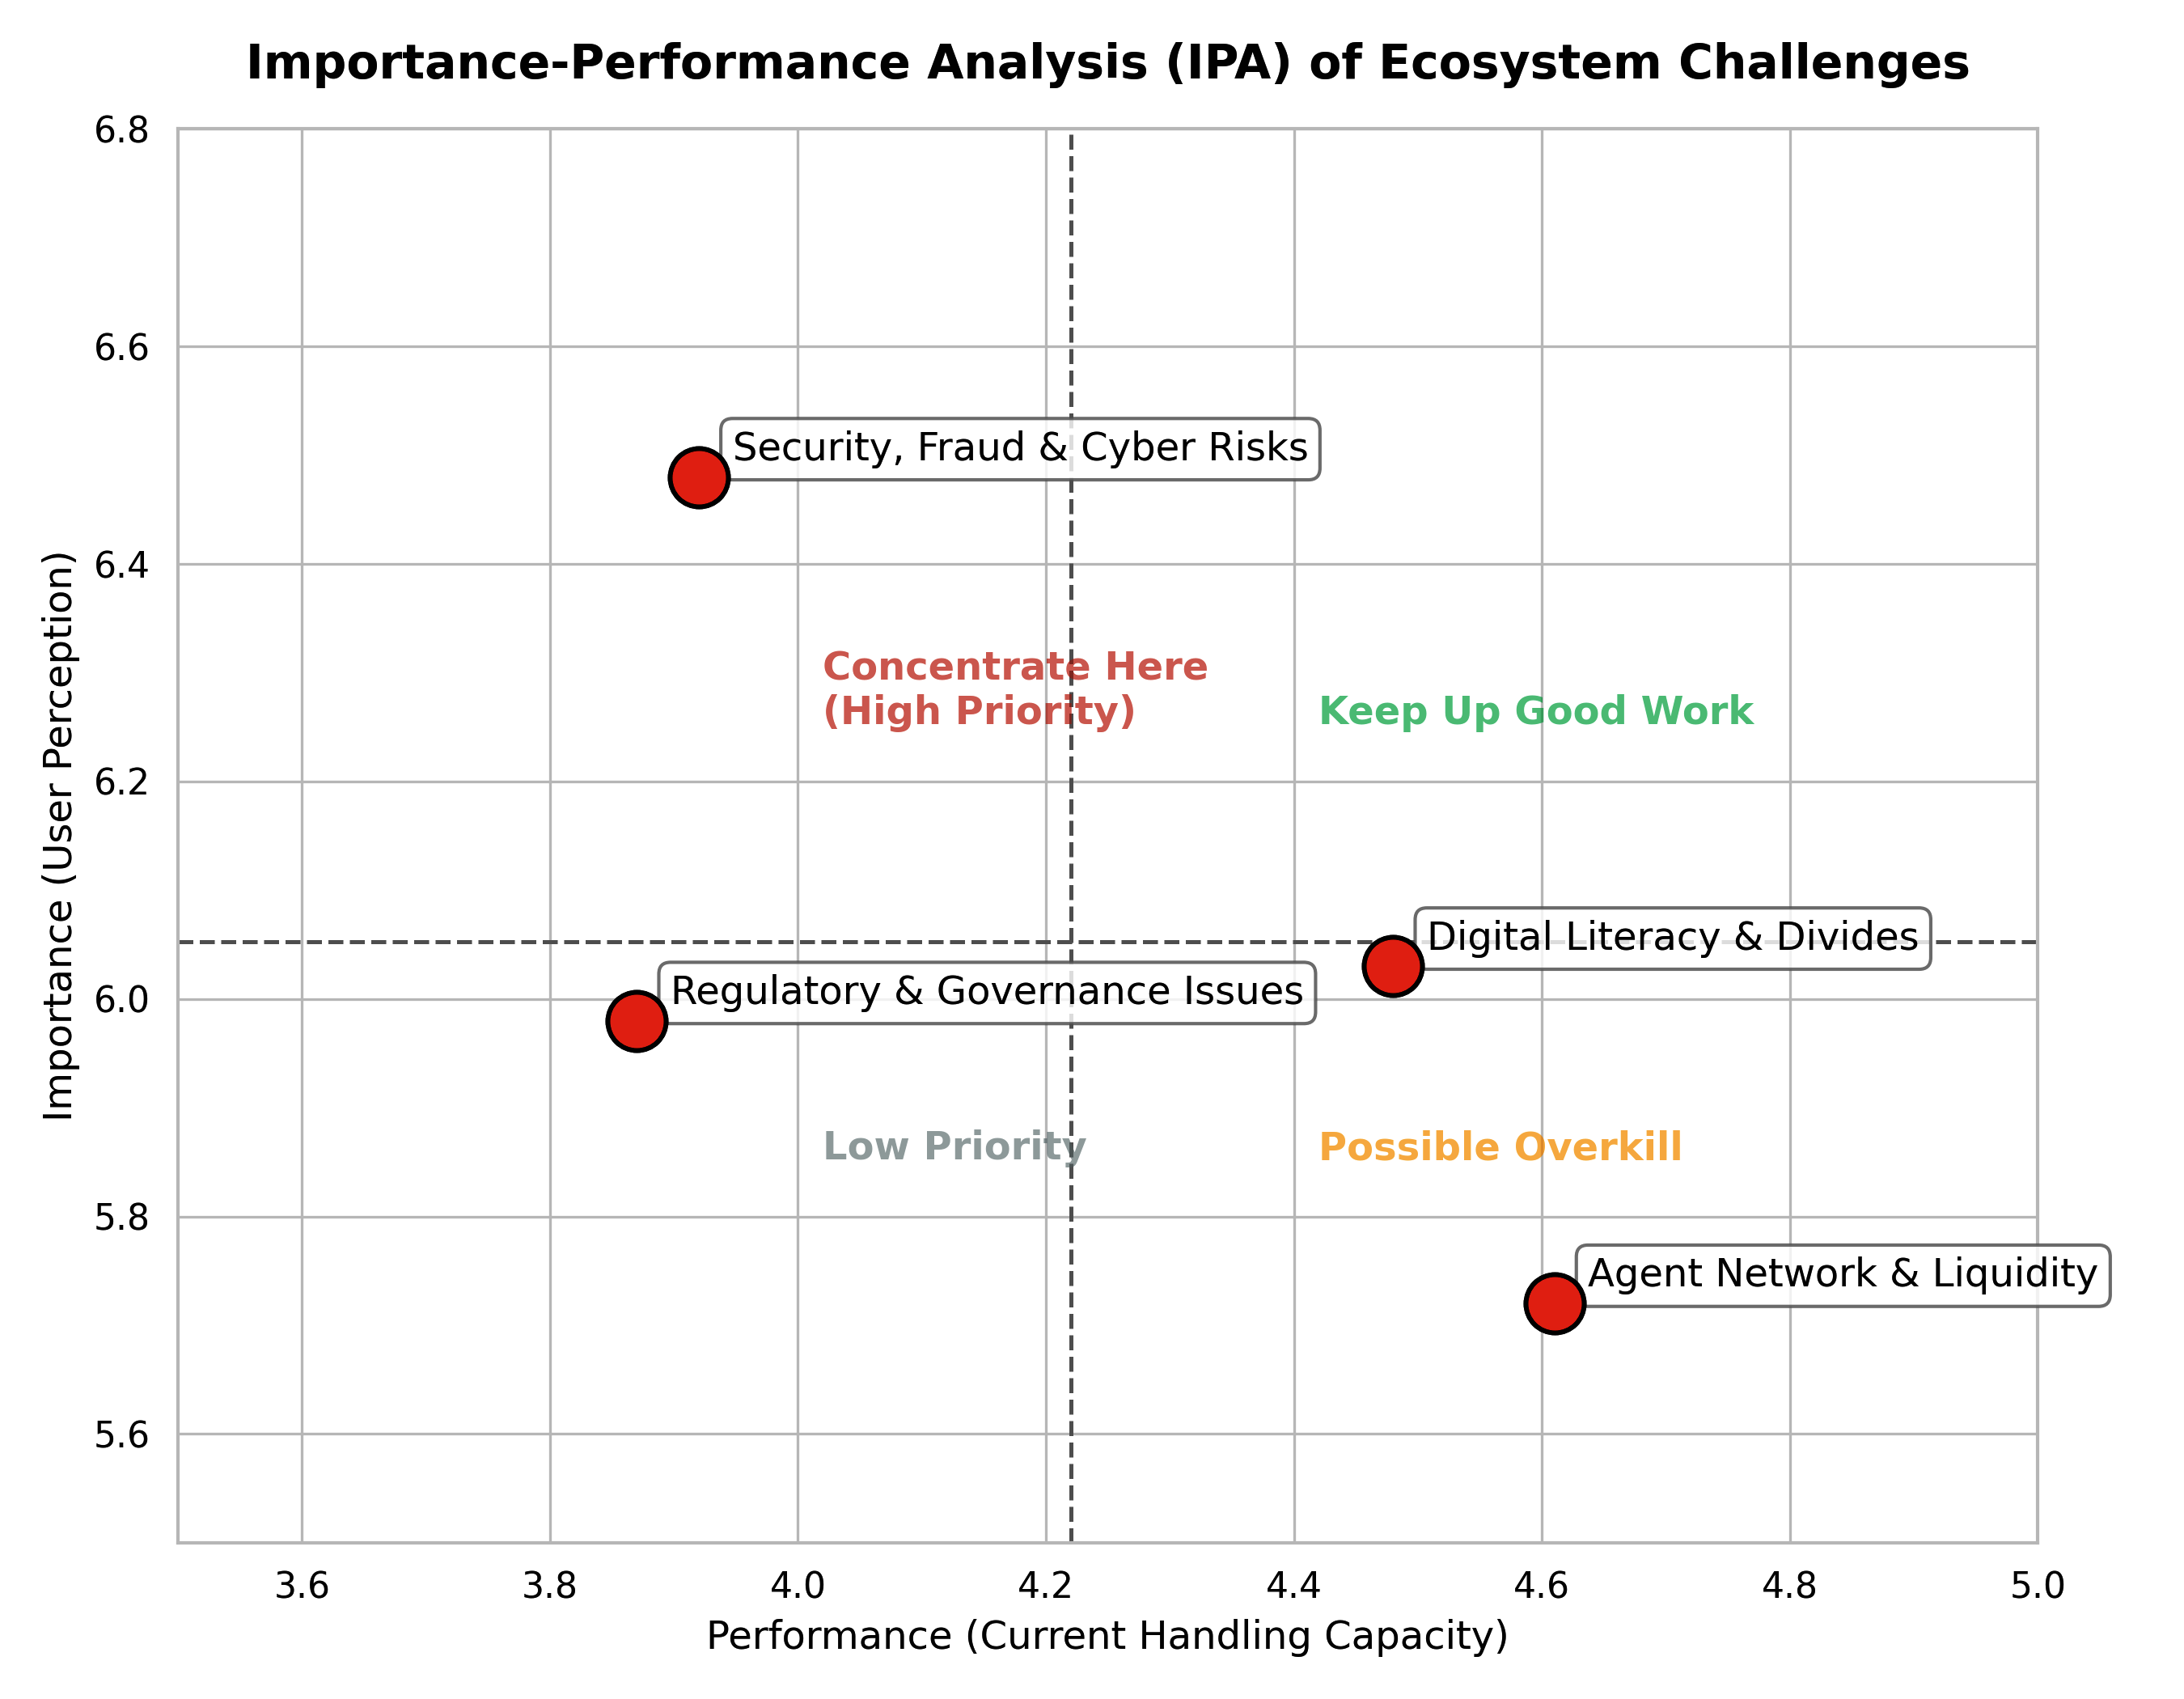 Importance-Performance Analysis (IPA) of Ecosystem Challenges
Importance (User Perception)
6.8
6.6
6.4
6.2
6.0
5.8
5.6
Security, Fraud & Cyber Risks
Concentrate Here
(High Priority)
Keep Up Good Work
Digital Literacy & Divides
Regulatory & Governance Issues
Low Priority
Possible Overkill
Agent Network & Liquidity
3.6
3.8
4.0
4.2
4.4
4.6
4.8
5.0
Performance (Current Handling Capacity)